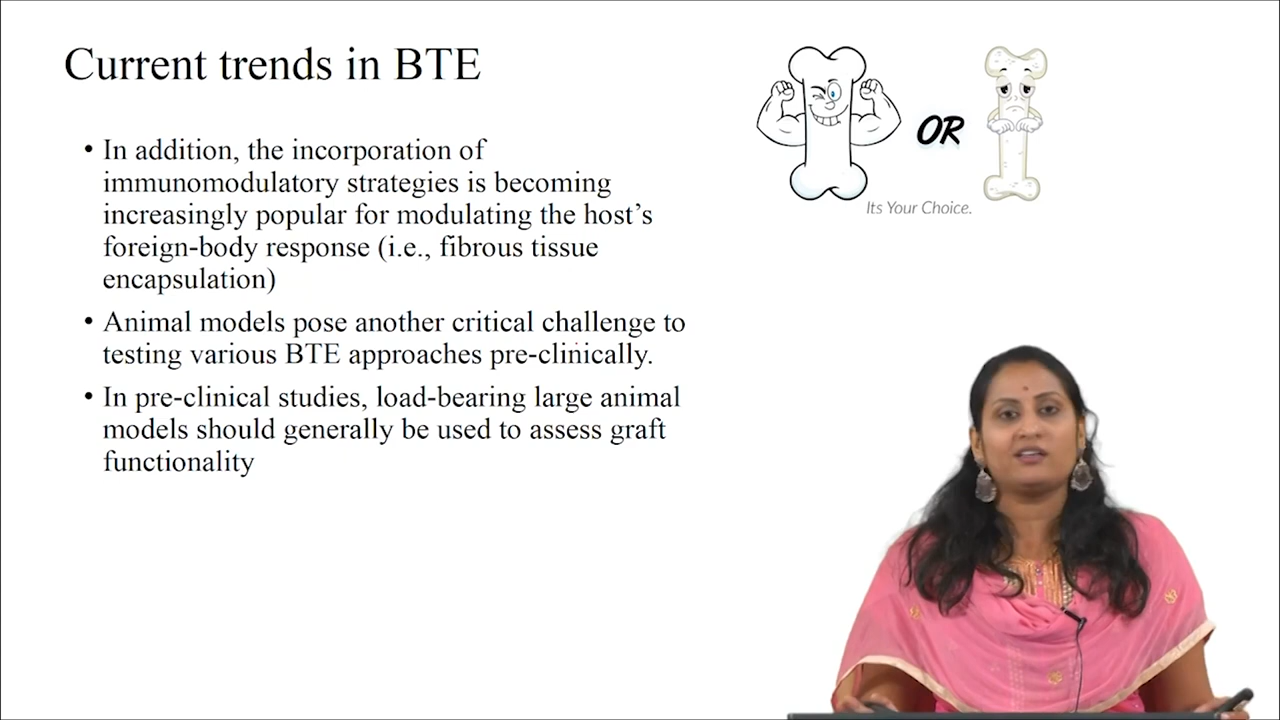 Current trends in BTE
• In addition, the incorporation of
immunomodulatory strategies is becoming
increasingly popular for modulating the host’s
foreign-body response (i.e., fibrous tissue
encapsulation)
• Animal models pose another critical challenge to
testing various BTE approaches pre-clinically.
• In pre-clinical studies, load-bearing large animal
models should generally be used to assess graft
functionality
OR
Its Your Choice.